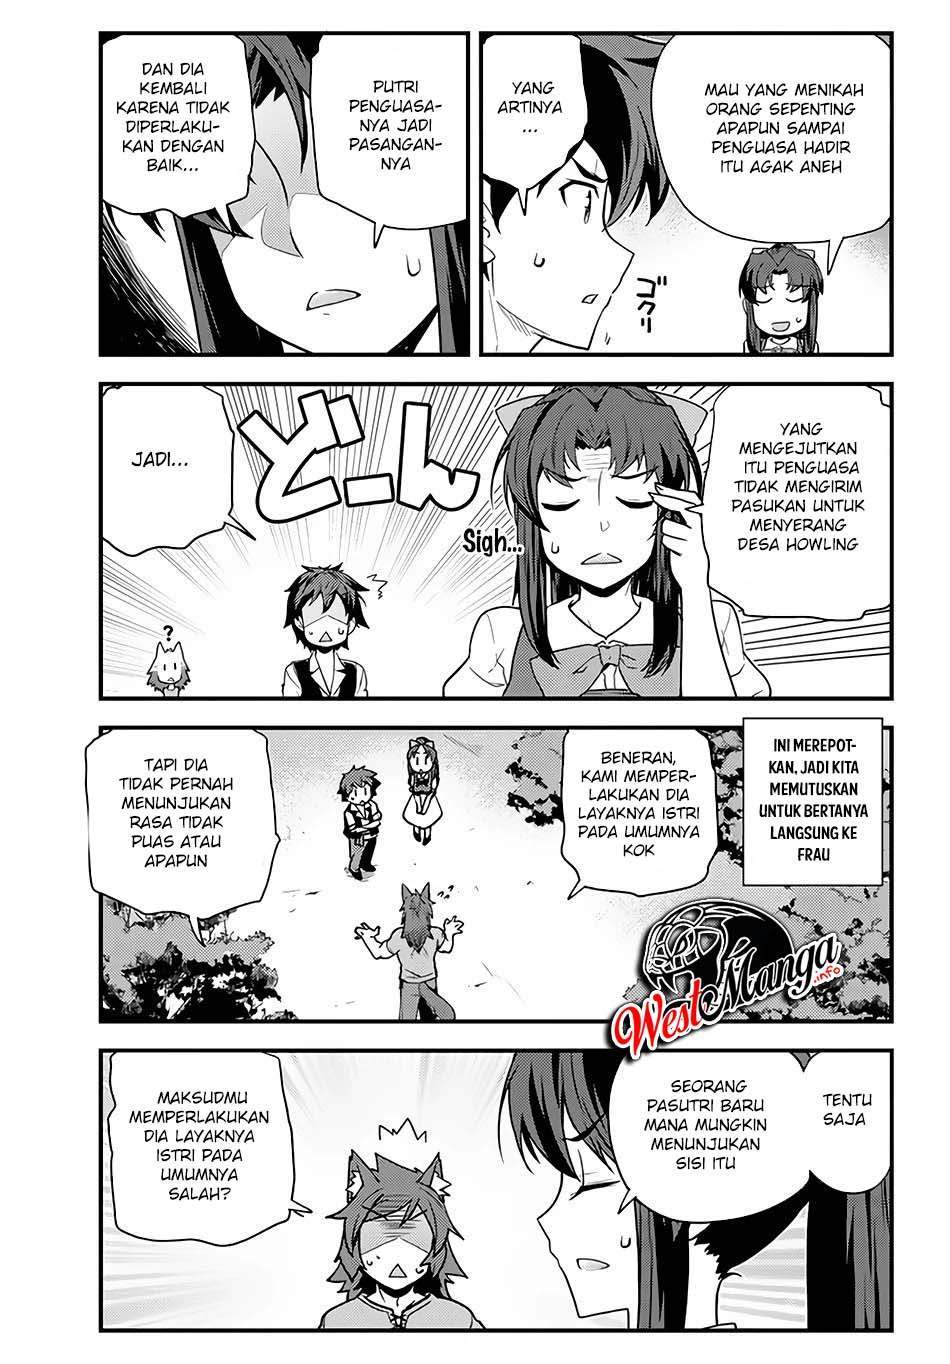 MAU YANG MENIKAH
ORANG SEPENTING
APAPUN SAMPAI
PENGUASA HADIR
ITU AGAK ANEH
YANG
ARTINYA
...
ゴクリ
PUTRI
PENGUASA-
NYA JADI
PASANGAN-
NYA
DAN DIA
KEMBALI
KARENA TIDAK
DIPERLAKU-
KAN DENGAN
BAIK...
YANG
MENGEJUTKAN
ITU PENGUASA
TIDAK MENGIRIM
PASUKAN UNTUK
MENYERANG
DESA HOWLING
Sigh...
どーん
JADI...
?
INI MEREPOT-
KAN, JADI KITA
MEMUTUSKAN
UNTUK BERTANYA
LANGSUNG KE
FRAU
BENERAN,
KAMI MEMPER-
LAKUKAN DIA
LAYAKNYA ISTRI
PADA UMUMNYA
KOK
TAPI DIA
TIDAK PERNAH
MENUNJUKAN
RASA TIDAK
PUAS ATAU
APAPUN
WestManga
.info
TENTU
SAJA
SEORANG
PASUTRI BARU
MANA MUNGKIN
MENUNJUKAN
SISI ITU
MAKSUDMU
MEMPERLAKUKAN
DIA LAYAKNYA
ISTRI PADA
UMUMNYA
SALAH?